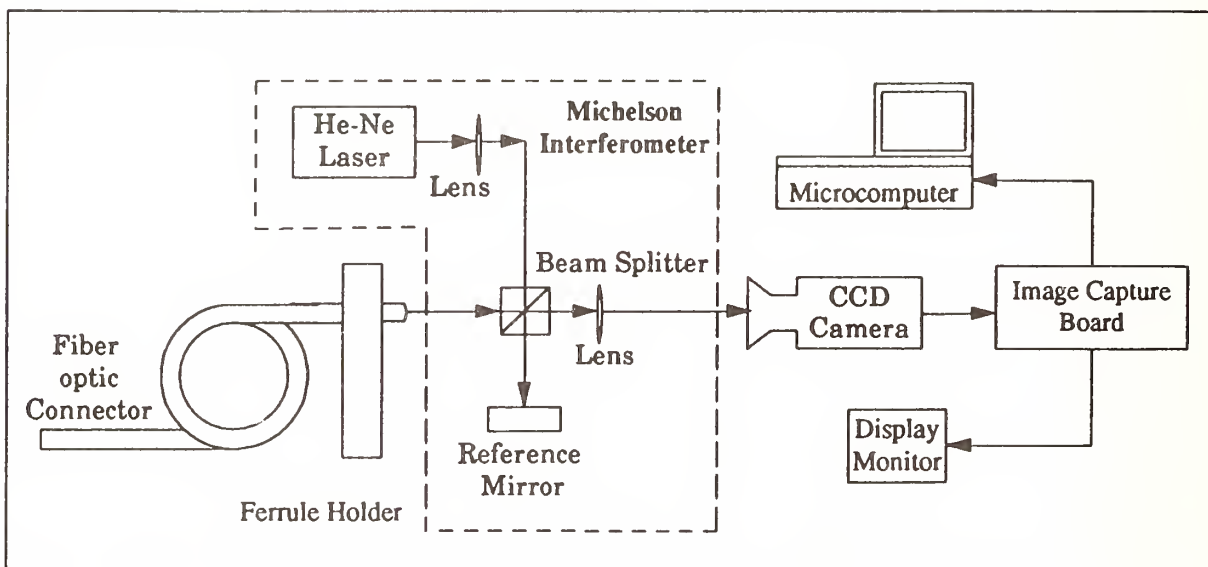 He-Ne
Laser
Lens
Michelson
Interferometer
Microcomputer
Beam Splitter
Lens
CCD
Camera
Image Capture
Board
Fiber
optic
Connector
Reference
Mirror
Display
Monitor
Ferrule Holder